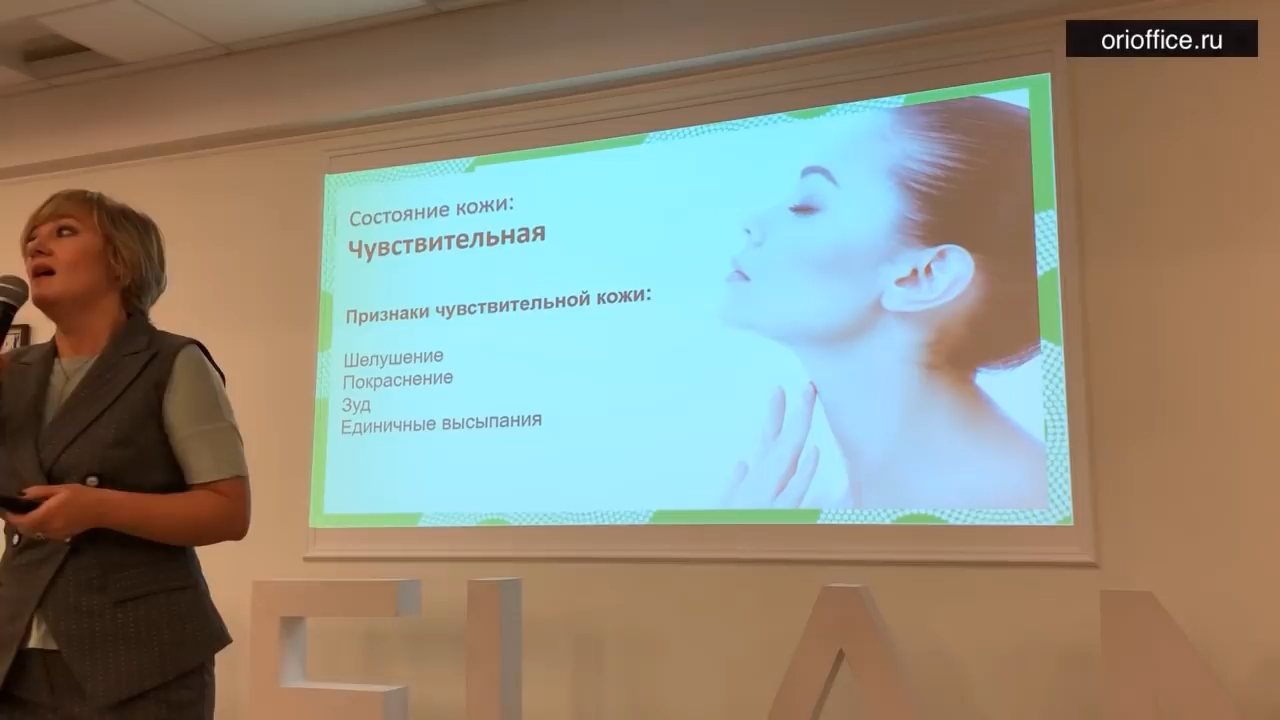 orioffice.ru
Состояние кожи:
Чувствительная
Признаки чувствительной кожи:
Шелушение
Покраснение
Зуд
Единичные высыпания